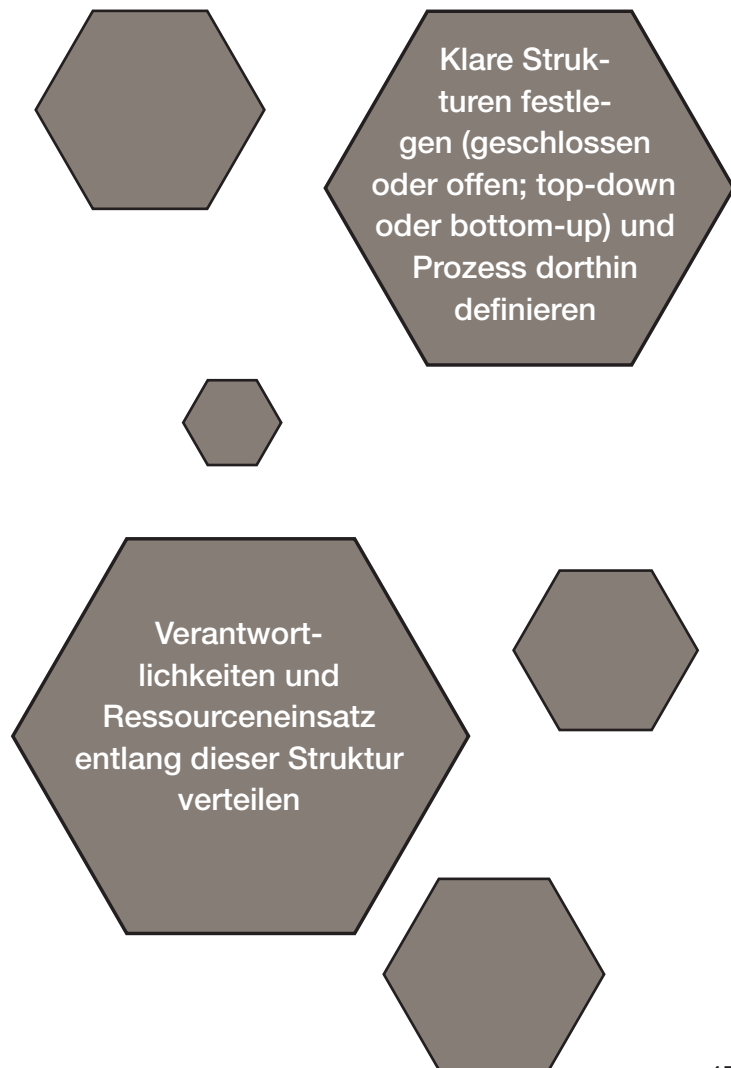 Klare Struk-
turen festle-
gen (geschlossen
oder offen; top-down
oder bottom-up) und
Prozess dorthin
definieren
Verantwort-
lichkeiten und
Ressourceneinsatz
entlang dieser Struktur
verteilen